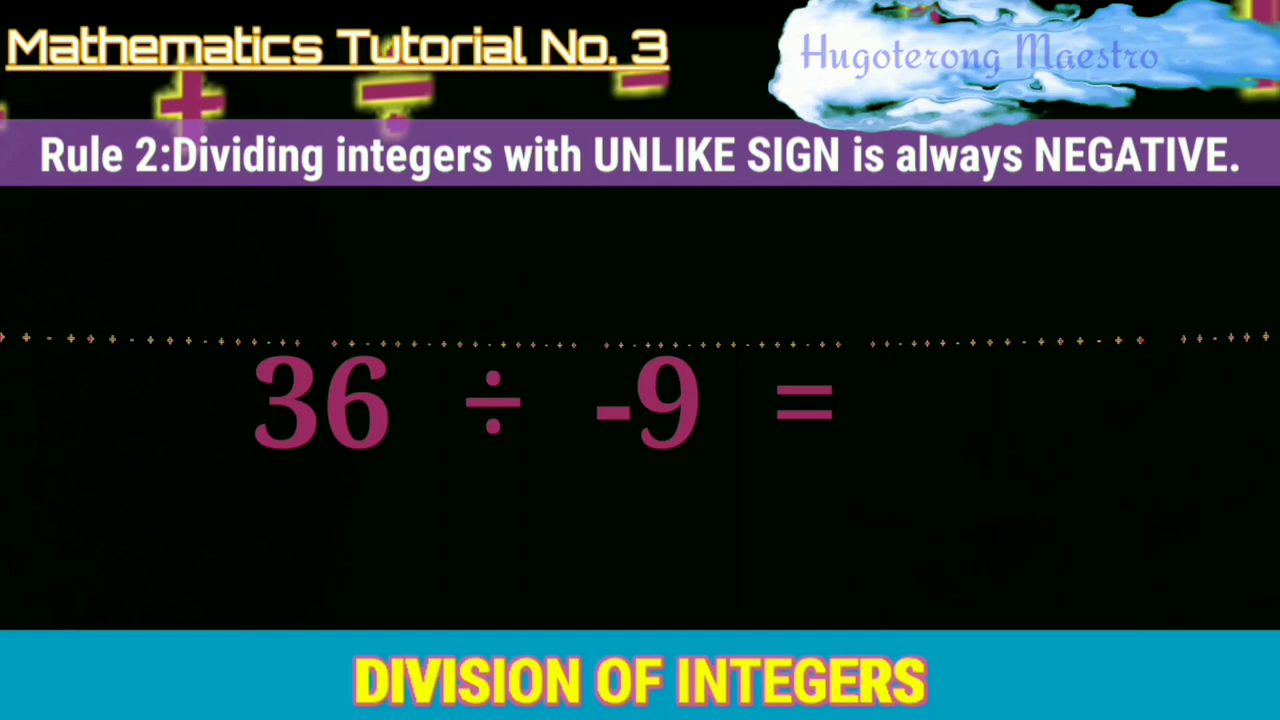 Mathematics Tutorial No. 3
Hugoterong Maestro
Rule 2:Dividing integers with UNLIKE SIGN is always NEGATIVE.
36 ÷ -9 =
DIVISION OF INTEGERS